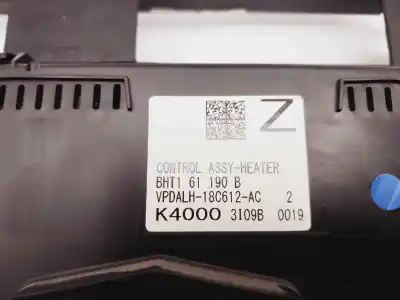 Z
CONTROL ASSY-HEATER
BHT1 61 190 B
VPDALH-18C612-AC 2
K4000 3109B 0019